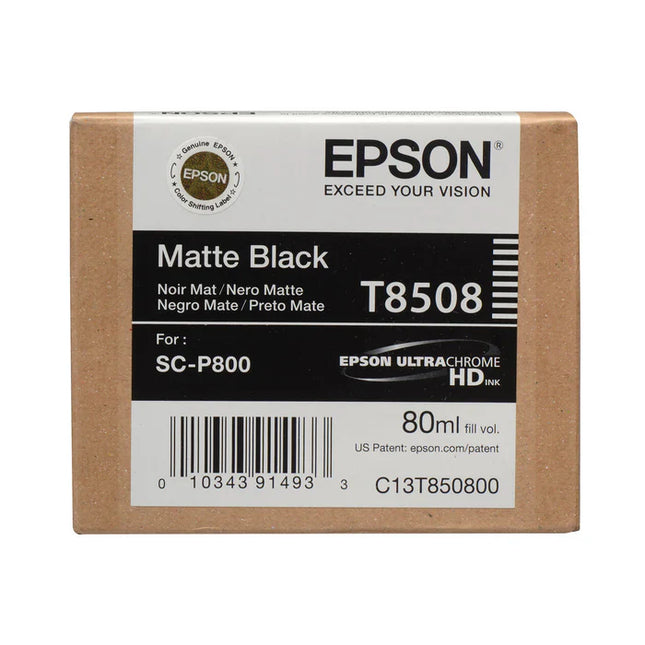 Genuine EPSON
EPSON
Color Shifting Label
EPSON®
EXCEED YOUR VISION
Matte Black
Noir Mat/Nero Matte
Negro Mate/Preto Mate
T8508
For :
SC-P800
EPSON ULTRACHROME
HD INK
80ml fill vol.
US Patent: epson.com/patent
0 10343 91493 3
C13T850800